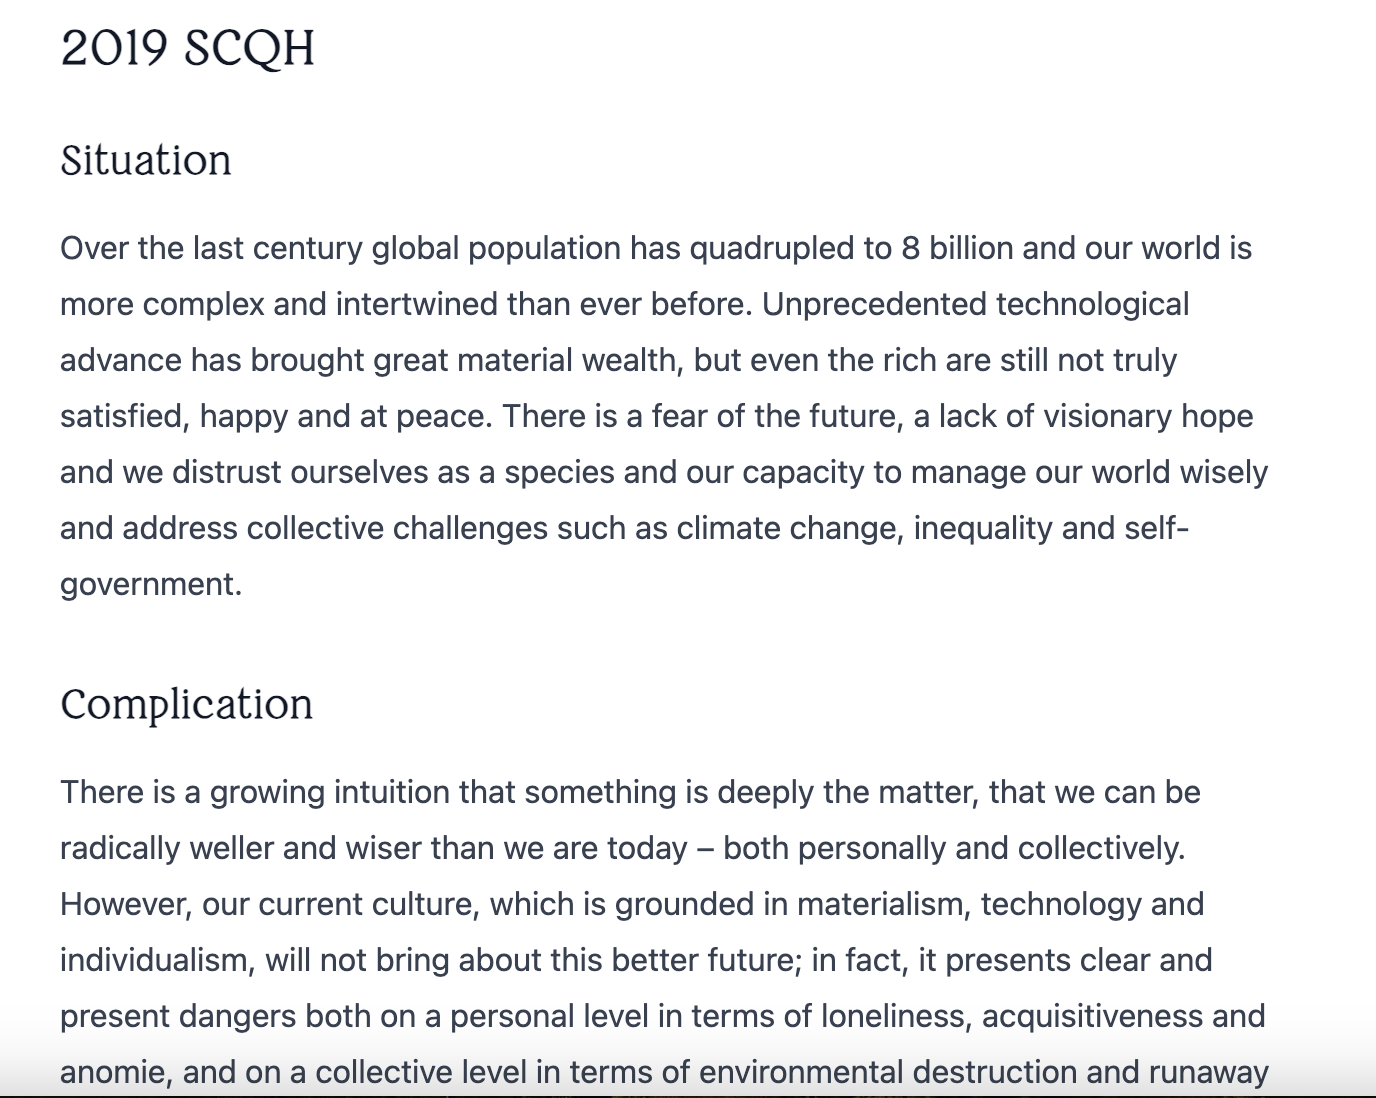 2019 SCQH
Situation
Over the last century global population has quadrupled to 8 billion and our world is
more complex and intertwined than ever before. Unprecedented technological
advance has brought great material wealth, but even the rich are still not truly
satisfied, happy and at peace. There is a fear of the future, a lack of visionary hope
and we distrust ourselves as a species and our capacity to manage our world wisely
and address collective challenges such as climate change, inequality and self-
government.
Complication
There is a growing intuition that something is deeply the matter, that we can be
radically weller and wiser than we are today – both personally and collectively.
However, our current culture, which is grounded in materialism, technology and
individualism, will not bring about this better future; in fact, it presents clear and
present dangers both on a personal level in terms of loneliness, acquisitiveness and
anomie, and on a collective level in terms of environmental destruction and runaway